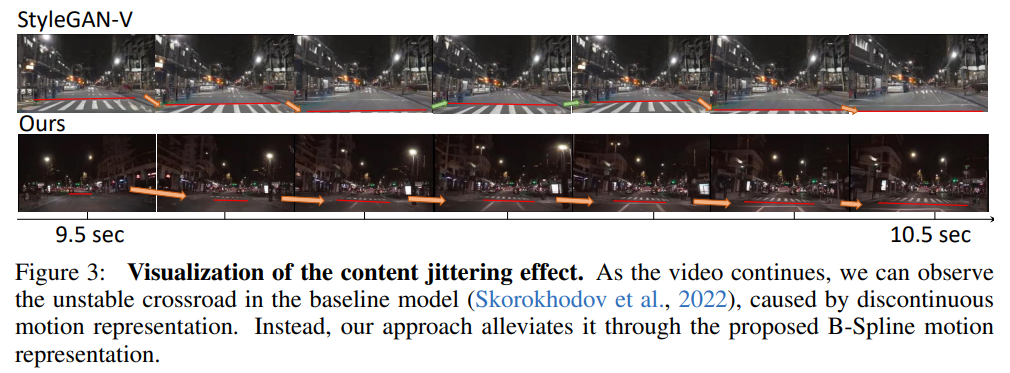 StyleGAN-V
Ours
9.5 sec
10.5 sec
Figure 3: Visualization of the content jittering effect. As the video continues, we can observe
the unstable crossroad in the baseline model (Skorokhodov et al., 2022), caused by discontinuous
motion representation. Instead, our approach alleviates it through the proposed B-Spline motion
representation.